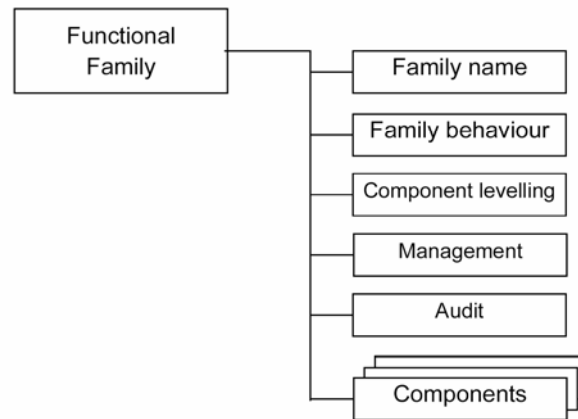 Functional
Family
Family name
Family behaviour
Component levelling
Management
Audit
Components